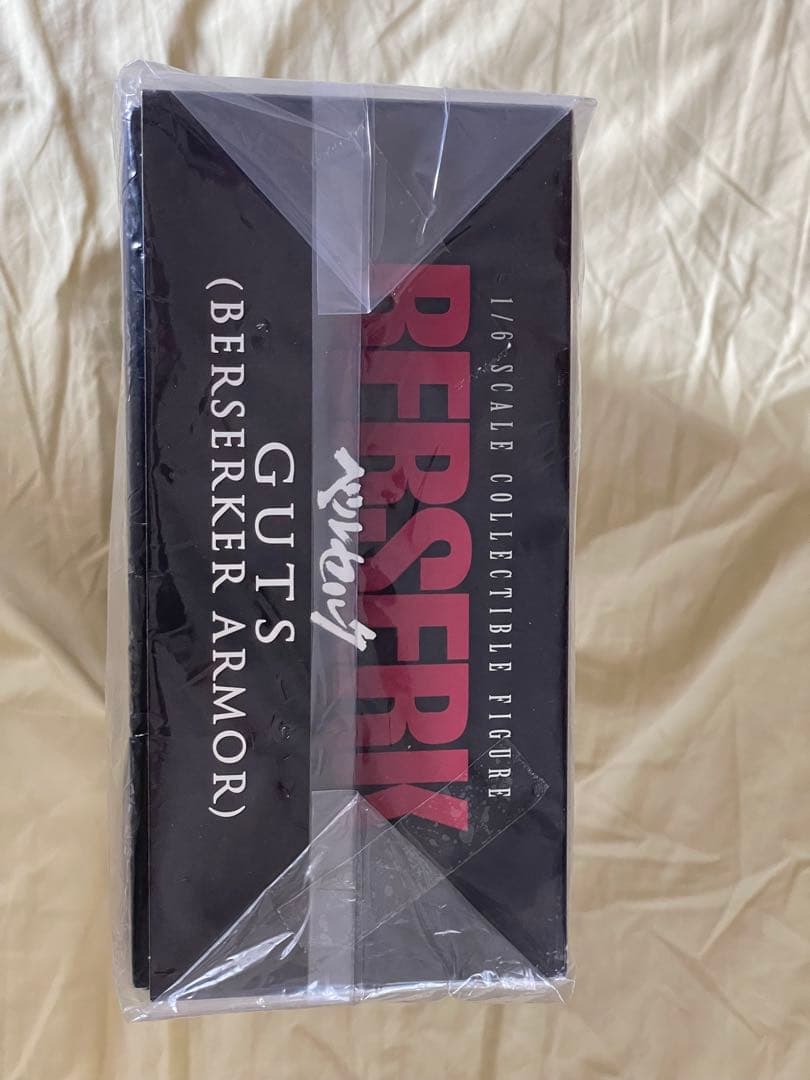 1/6 SCALE COLLECTIBLE FIGURE
BERSERK
ベルセルク
GUTS
(BERSERKER ARMOR)